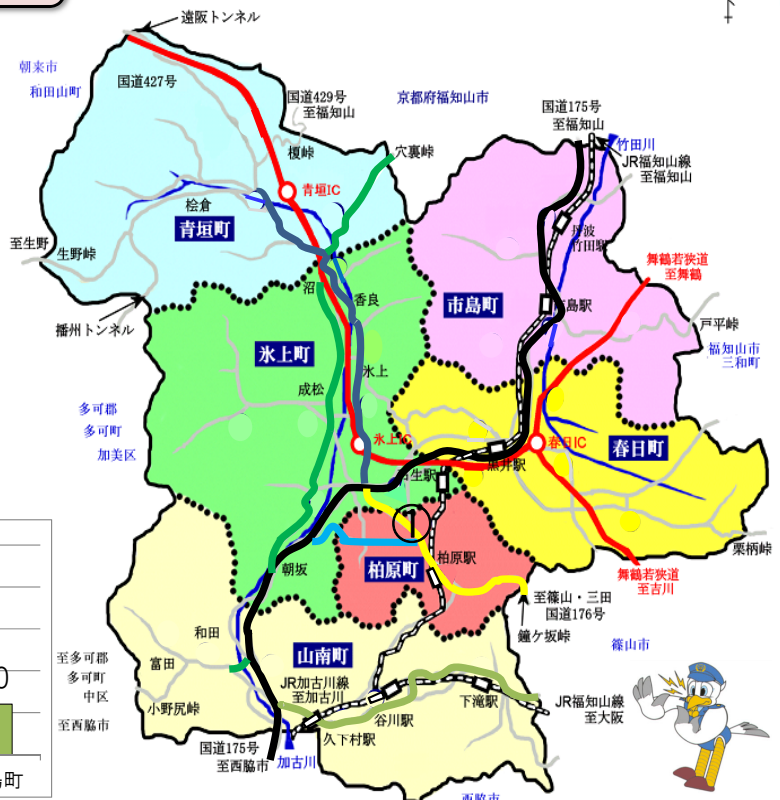 遠阪トンネル
朝来市
和田山町
国道427号
国道429号
至福知山
京都府福知山市
国道175号
至福知山
竹田川
JR福知山線
至福知山
榎峠
穴裏峠
青垣IC
桧倉
青垣町
至生野
生野峠
丹波
竹田駅
舞鶴若狭道
至舞鶴
沼
香良
市島町
島駅
播州トンネル
戸平峠
福知山市
三和町
氷上町
氷上
成松
多可郡
多可町
加美区
氷上IC
春日IC
春日町
黒井駅
石生駅
①
栗柄峠
柏原駅
柏原町
朝坂
舞鶴若狭道
至吉川
至篠山・三田
国道176号
鐘ケ坂峠
和田
篠山市
山南町
至多可郡
多可町
中区
富田
JR加古川線
至加古川
下滝駅
JR福知山線
至大阪
小野尻峠
谷川駅
至西脇市
久下村駅
国道175号
至西脇市
加古川
0
町
西脇市